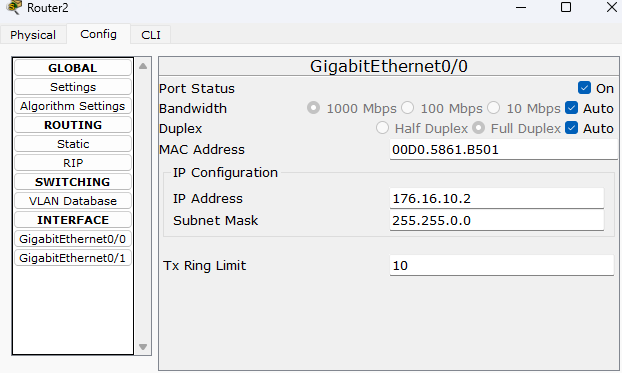 Router2
Physical Config CLI
GLOBAL
Settings
Algorithm Settings
ROUTING
Static
RIP
SWITCHING
VLAN Database
INTERFACE
GigabitEthernet0/0
GigabitEthernet0/1
GigabitEthernet0/0
Port Status On
Bandwidth 1000 Mbps 100 Mbps 10 Mbps Auto
Duplex Half Duplex Full Duplex Auto
MAC Address 00D0.5861.B501
IP Configuration
IP Address 176.16.10.2
Subnet Mask 255.255.0.0
Tx Ring Limit 10